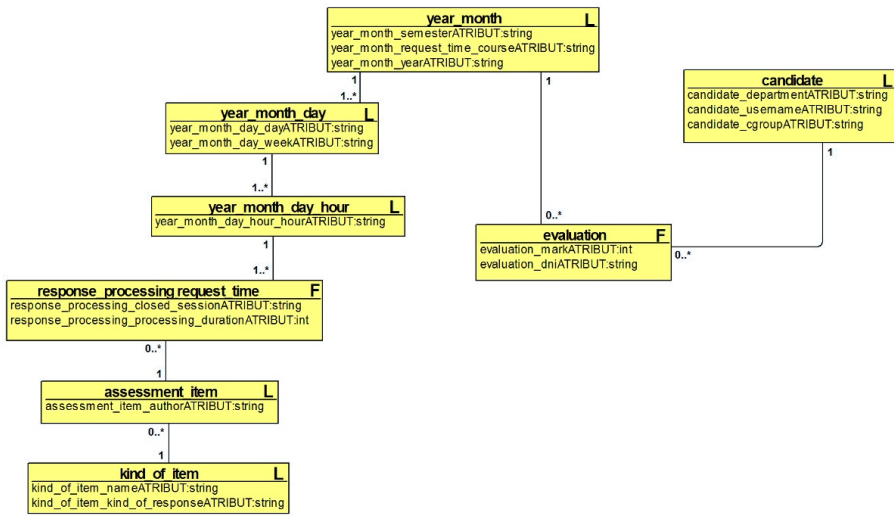 year_month L
year_month_semesterATRIBUT:string
year_month_request_time_courseATRIBUT:string
year_month_yearATRIBUT:string
1
1
1..*
candidate L
candidate_departmentATRIBUT:string
candidate_usernameATRIBUT:string
candidate_cgroupATRIBUT:string
1
year_month_day L
year_month_day_dayATRIBUT:string
year_month_day_weekATRIBUT:string
1
1..*
year_month_day_hour L
year_month_day_hour_hourATRIBUT:string
1
1..*
0..*
evaluation F
evaluation_markATRIBUT:int
evaluation_dniATRIBUT:string
0..*
response_processing request_time F
response_processing_closed_sessionATRIBUT:string
response_processing_processing_durationATRIBUT:int
0..*
1
assessment_item L
assessment_item_authorATRIBUT:string
0..*
1
kind_of_item L
kind_of_item_nameATRIBUT:string
kind_of_item_kind_of_responseATRIBUT:string